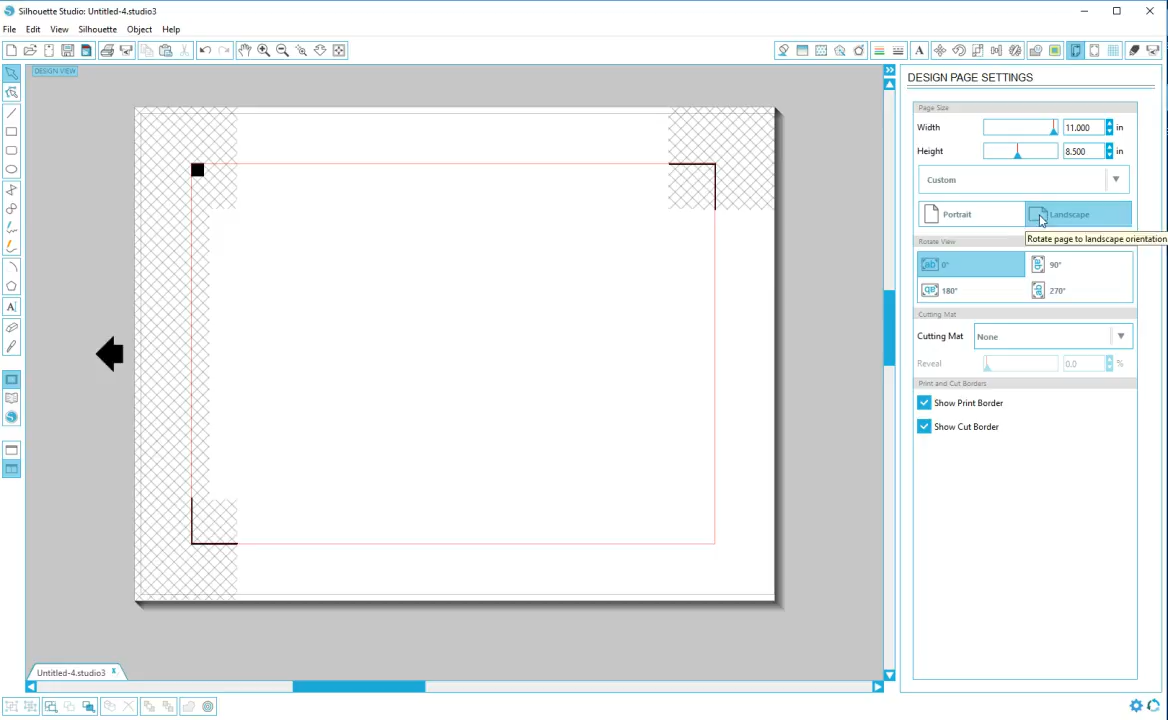 Silhouette Studio: Untitled-4.studio3
File Edit View Silhouette Object Help
DESIGN VIEW
DESIGN PAGE SETTINGS
Page Size
Width 11.000 in
Height 8.500 in
Custom
Portrait Landscape
Rotate page to landscape orientation
Rotate View
0° 90°
180° 270°
Cutting Mat
Cutting Mat None
Reveal 0.0 %
Print and Cut Borders
Show Print Border
Show Cut Border
Untitled-4.studio3 x